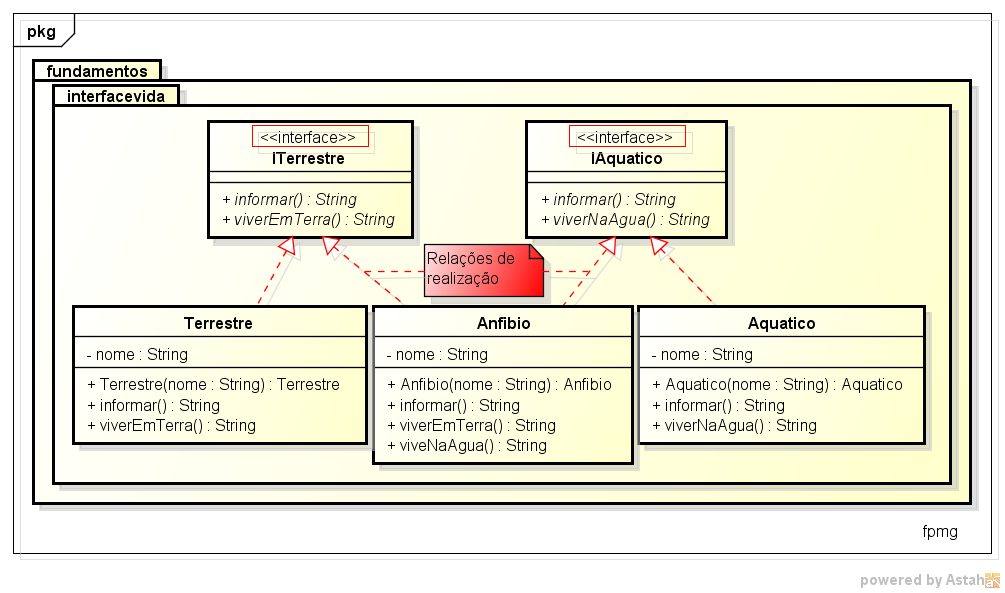 pkg
fundamentos
interfacevida
<<interface>>
ITerrestre
+ informar() : String
+ viverEmTerra() : String
<<interface>>
IAquatico
+ informar() : String
+ viverNaAgua() : String
Relações de
realização
Terrestre
- nome : String
+ Terrestre(nome : String) : Terrestre
+ informar() : String
+ viverEmTerra() : String
Anfibio
- nome : String
+ Anfibio(nome : String) : Anfibio
+ informar() : String
+ viverEmTerra() : String
+ viveNaAgua() : String
Aquatico
- nome : String
+ Aquatico(nome : String) : Aquatico
+ informar() : String
+ viverNaAgua() : String
fpmg
powered by Astah